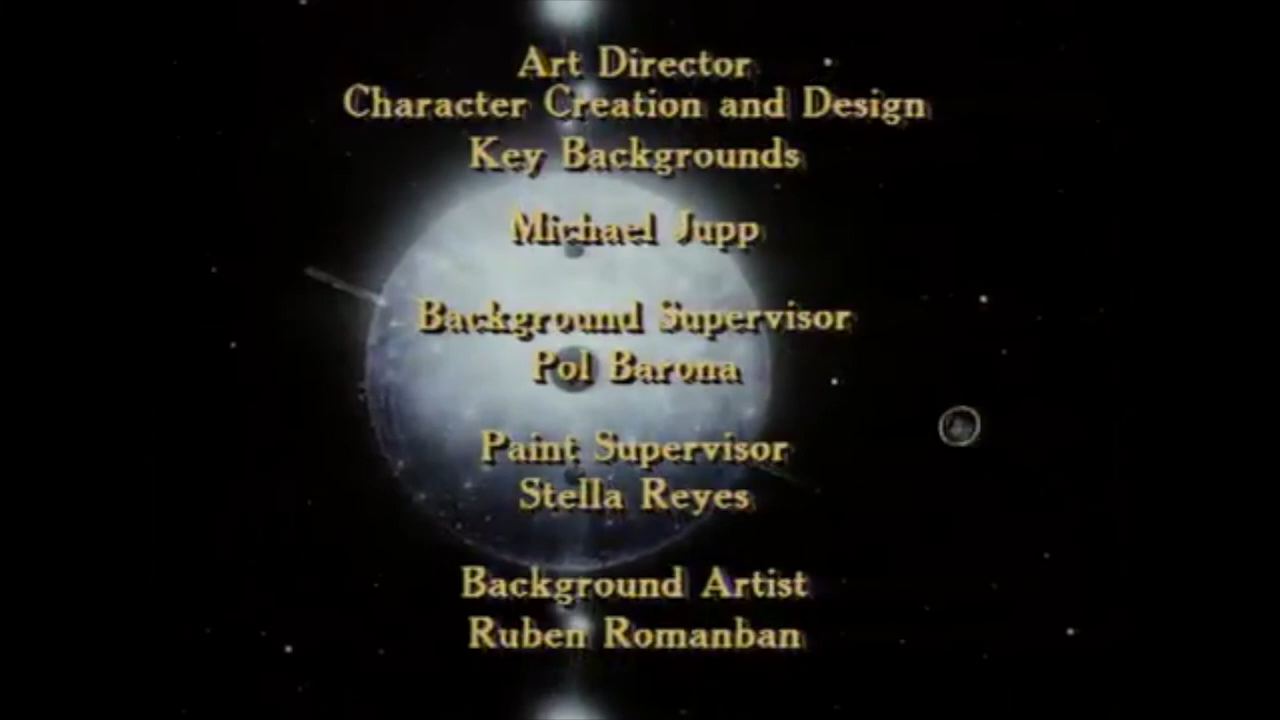 Art Director
Character Creation and Design
Key Backgrounds
Michael Jupp
Background Supervisor
Pol Barona
Paint Supervisor
Stella Reyes
Background Artist
Ruben Romanban